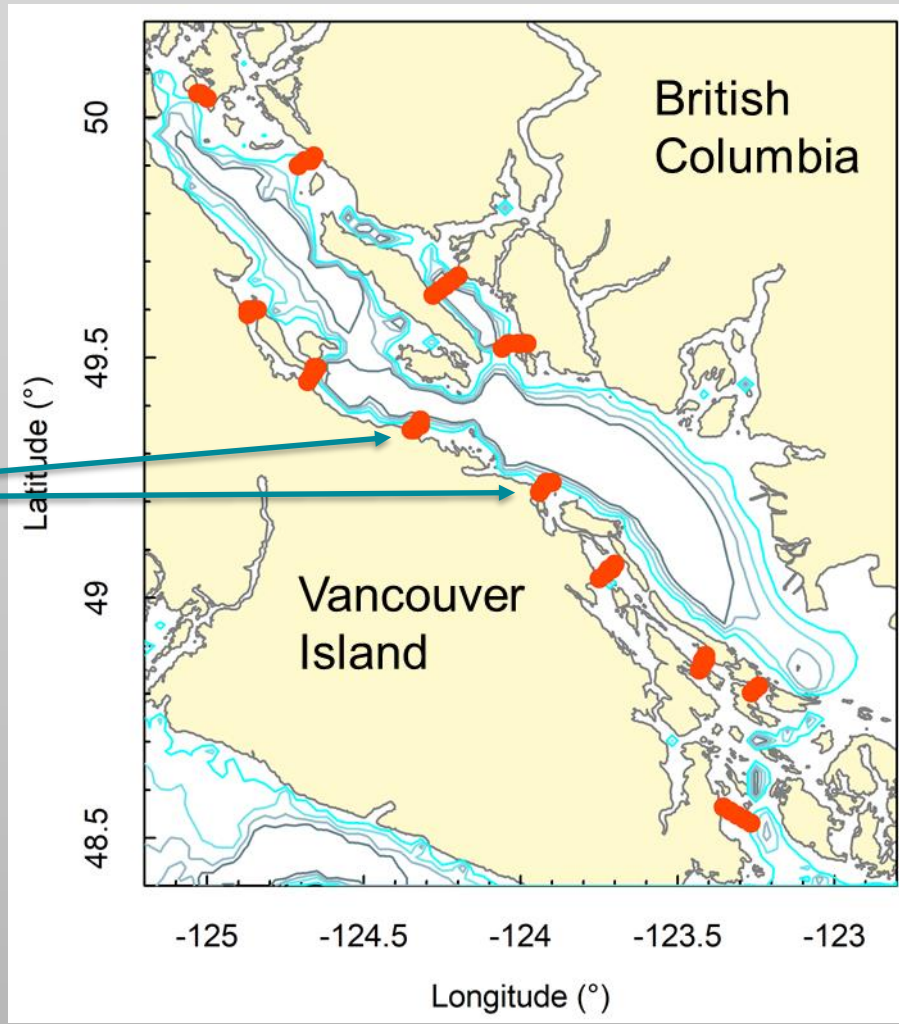 British
Columbia
Vancouver
Island
Latitude (°)
50
49.5
49
48.5
-125
-124.5
-124
-123.5
-123
Longitude (°)